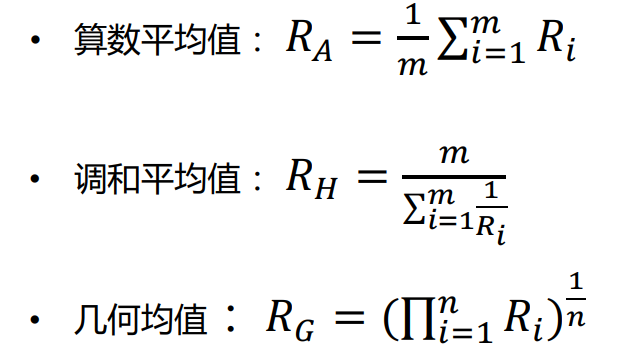 • 算数平均值： $R_A = \frac{1}{m} \sum_{i=1}^{m} R_i$
• 调和平均值： $R_H = \frac{m}{\sum_{i=1}^{m} \frac{1}{R_i}}$
• 几何均值： $R_G = (\prod_{i=1}^{n} R_i)^{\frac{1}{n}}$